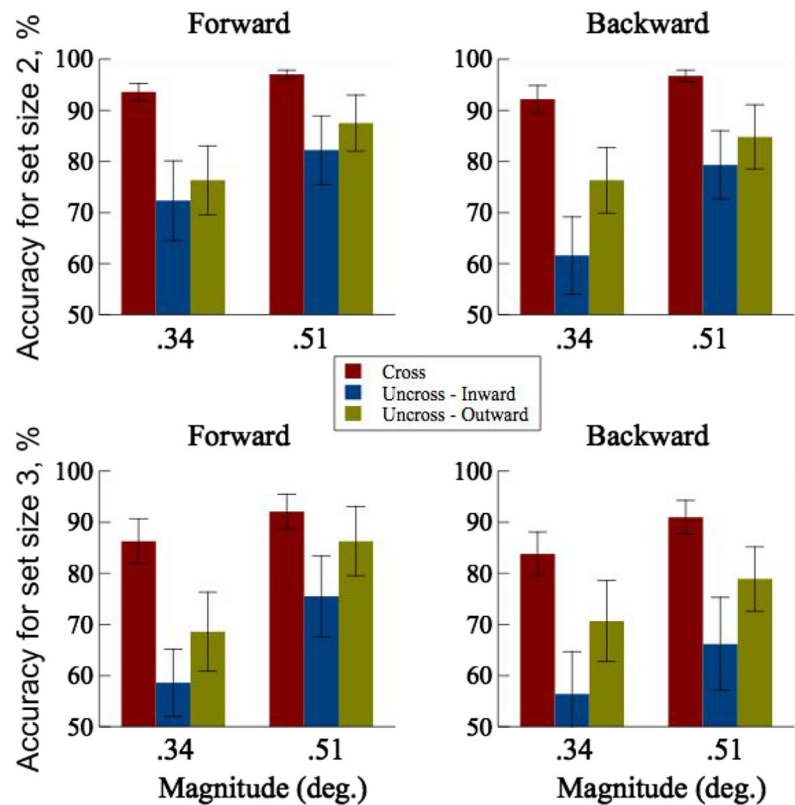 Forward
Backward
Accuracy for set size 2, %
100
90
80
70
60
50
.34
.51
100
90
80
70
60
50
.34
.51
Cross
Uncross - Inward
Uncross - Outward
Forward
Backward
Accuracy for set size 3, %
100
90
80
70
60
50
.34
.51
Magnitude (deg.)
100
90
80
70
60
50
.34
.51
Magnitude (deg.)